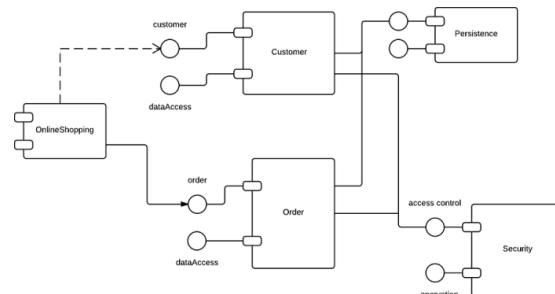 customer
Customer
Persistence
dataAccess
OnlineShopping
order
Order
access control
Security
dataAccess